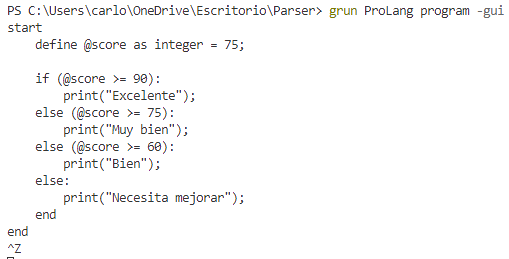 PS C:\Users\carlo\OneDrive\Escritorio\Parser> grun ProLang program -gui
start
    define @score as integer = 75;

    if (@score >= 90):
        print("Excelente");
    else (@score >= 75):
        print("Muy bien");
    else (@score >= 60):
        print("Bien");
    else:
        print("Necesita mejorar");
    end
end
^Z